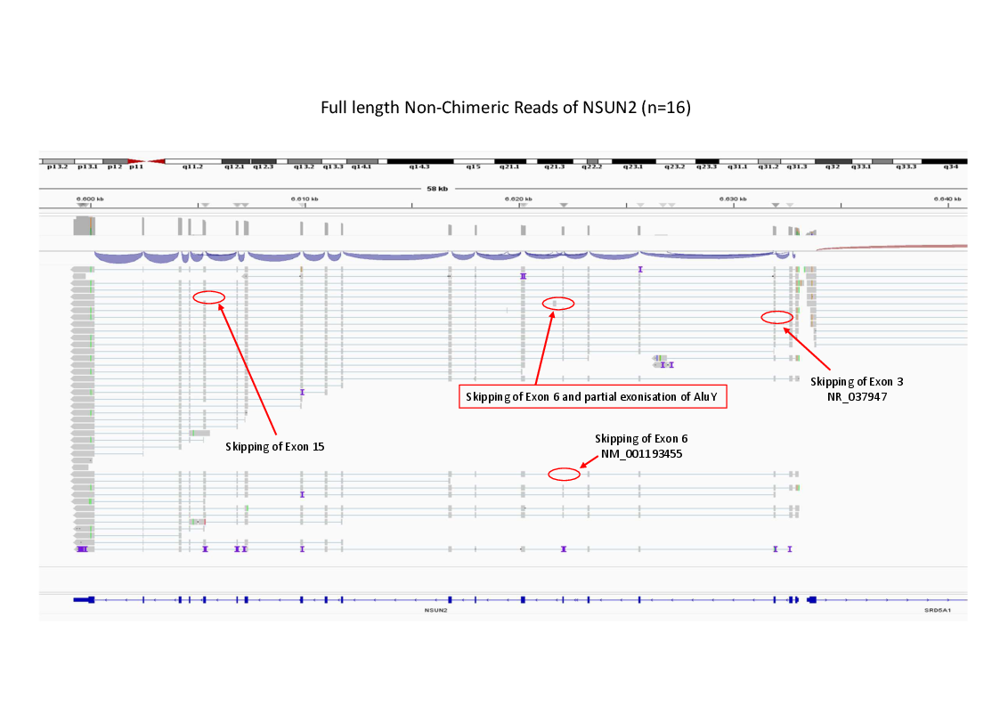 Full length Non-Chimeric Reads of NSUN2 (n=16)
p13.2 p13.1 p12 p11 q11.2 q12.1 q12.3 q13.2 q13.3 q14.1 q14.3 q15 q21.1 q21.3 q22.2 q23.1 q23.2 q23.3 q31.1 q31.2 q31.3 q32 q33.1 q33.3 q34
58 kb
6.600 kb 6.610 kb 6.620 kb 6.630 kb 6.640 kb
Skipping of Exon 3
NR_037947
Skipping of Exon 6 and partial exonisation of AluY
Skipping of Exon 15
Skipping of Exon 6
NM_001193455
NSUN2 SRD5A1